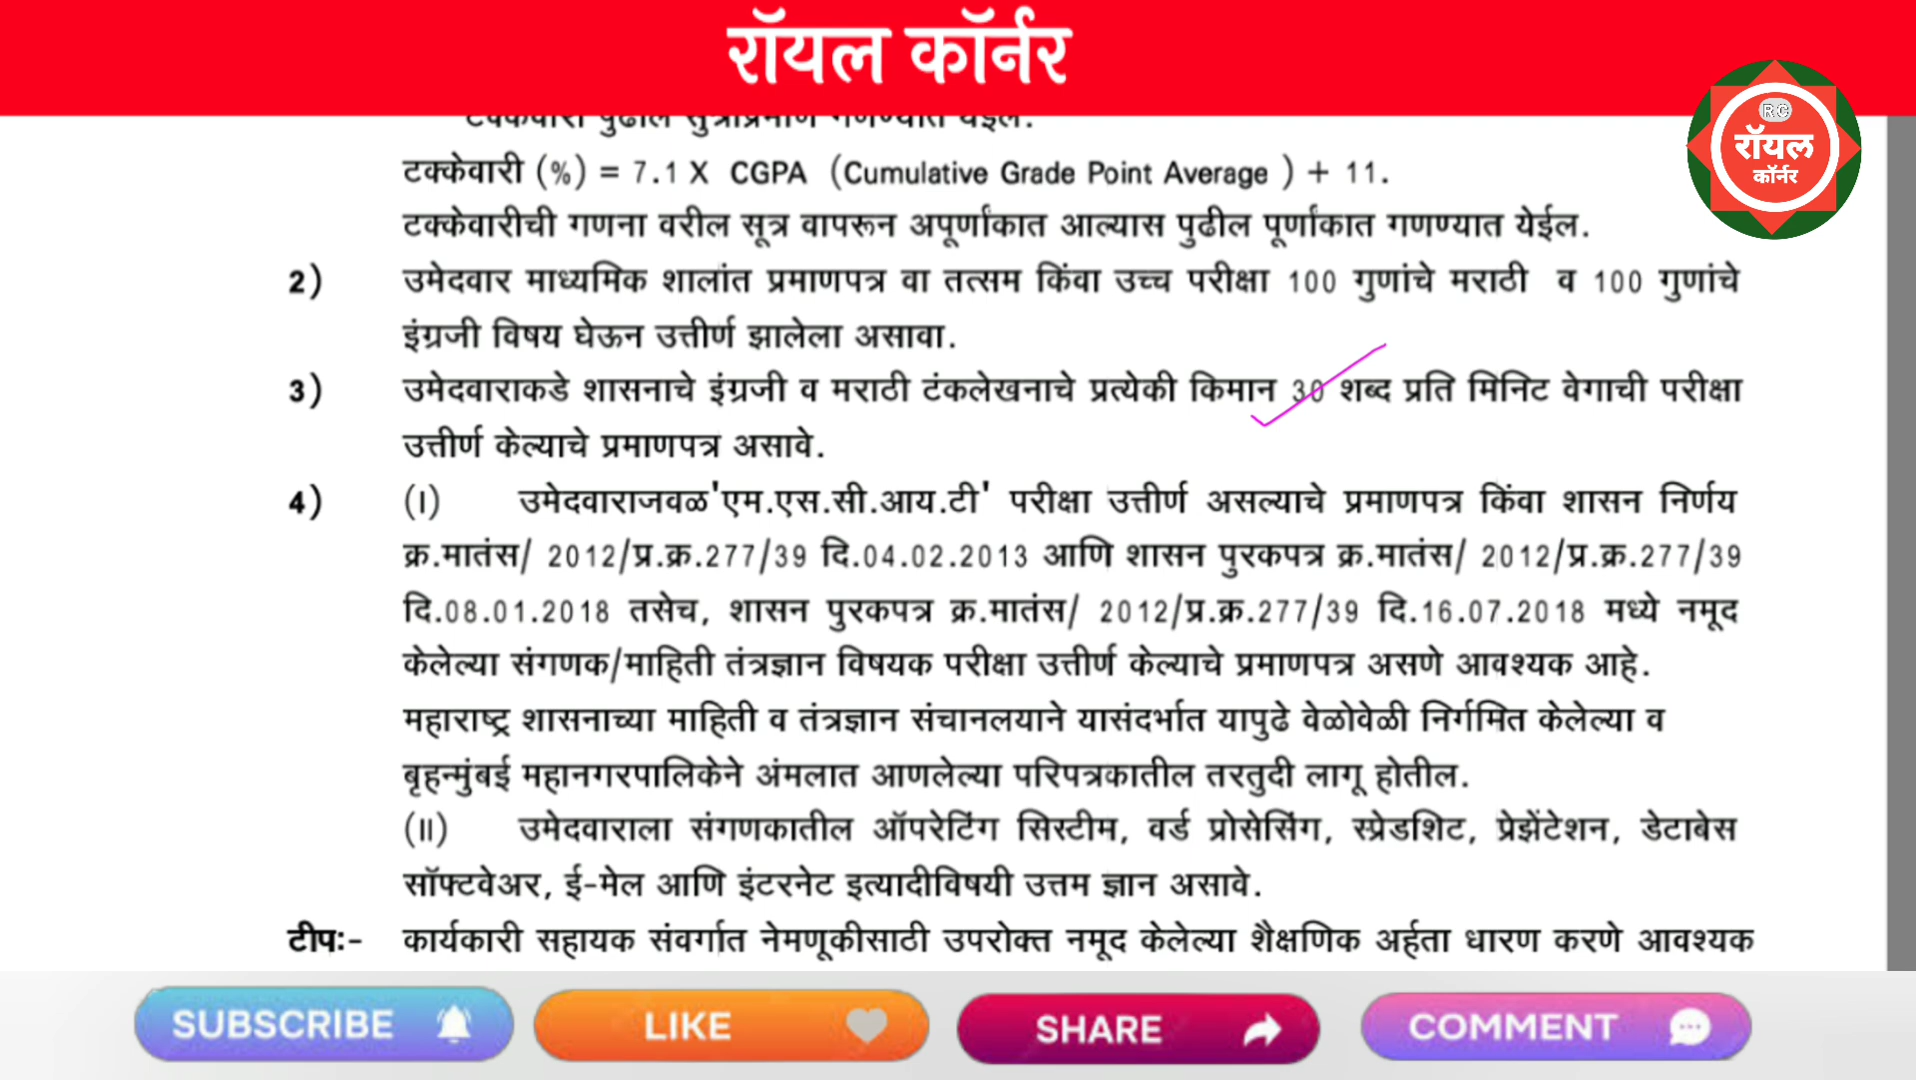 रॉयल कॉर्नर
RC
रॉयल
कॉर्नर
टक्केवारी पुढील सुत्राप्रमाणे गणण्यात येईल.
टक्केवारी (%) = 7.1 X CGPA (Cumulative Grade Point Average ) + 11.
टक्केवारीची गणना वरील सूत्र वापरून अपूर्णांकात आल्यास पुढील पूर्णांकात गणण्यात येईल.
2) उमेदवार माध्यमिक शालांत प्रमाणपत्र वा तत्सम किंवा उच्च परीक्षा 100 गुणांचे मराठी व 100 गुणांचे
इंग्रजी विषय घेऊन उत्तीर्ण झालेला असावा.
3) उमेदवाराकडे शासनाचे इंग्रजी व मराठी टंकलेखनाचे प्रत्येकी किमान 30 शब्द प्रति मिनिट वेगाची परीक्षा
उत्तीर्ण केल्याचे प्रमाणपत्र असावे.
4) (I) उमेदवाराजवळ'एम.एस.सी.आय.टी' परीक्षा उत्तीर्ण असल्याचे प्रमाणपत्र किंवा शासन निर्णय
क्र.मातंस/ 2012/प्र.क्र.277/39 दि.04.02.2013 आणि शासन पुरकपत्र क्र.मातंस/ 2012/प्र.क्र.277/39
दि.08.01.2018 तसेच, शासन पुरकपत्र क्र.मातंस/ 2012/प्र.क्र.277/39 दि.16.07.2018 मध्ये नमूद
केलेल्या संगणक/माहिती तंत्रज्ञान विषयक परीक्षा उत्तीर्ण केल्याचे प्रमाणपत्र असणे आवश्यक आहे.
महाराष्ट्र शासनाच्या माहिती व तंत्रज्ञान संचानलयाने यासंदर्भात यापुढे वेळोवेळी निर्गमित केलेल्या व
बृहन्मुंबई महानगरपालिकेने अंमलात आणलेल्या परिपत्रकातील तरतुदी लागू होतील.
(II) उमेदवाराला संगणकातील ऑपरेटिंग सिस्टीम, वर्ड प्रोसेसिंग, स्प्रेडशिट, प्रेझेंटेशन, डेटाबेस
सॉफ्टवेअर, ई-मेल आणि इंटरनेट इत्यादीविषयी उत्तम ज्ञान असावे.
टीपः- कार्यकारी सहायक संवर्गात नेमणूकीसाठी उपरोक्त नमूद केलेल्या शैक्षणिक अर्हता धारण करणे आवश्यक
SUBSCRIBE
LIKE
SHARE
COMMENT